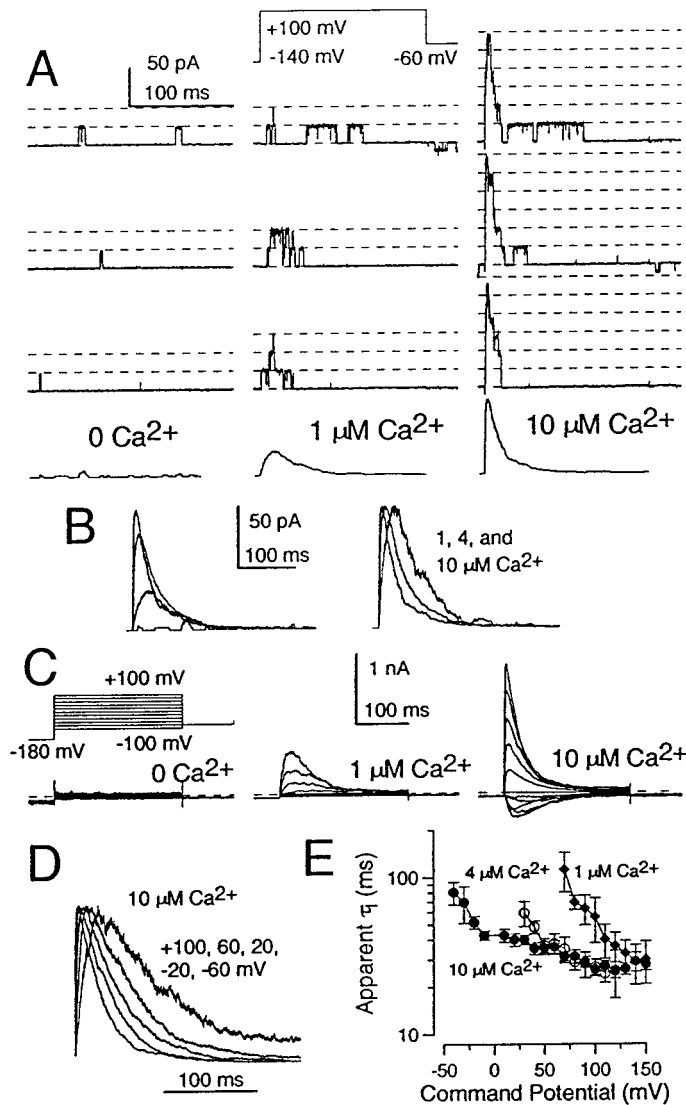 A
50 pA
100 ms
+100 mV
-140 mV
-60 mV
0 Ca2+
1 µM Ca2+
10 µM Ca2+
B
50 pA
100 ms
1, 4, and
10 µM Ca2+
C
+100 mV
-180 mV
-100 mV
0 Ca2+
1 nA
100 ms
1 µM Ca2+
10 µM Ca2+
D
10 µM Ca2+
+100, 60, 20,
-20, -60 mV
100 ms
E
Apparent τi (ms)
100
10
4 µM Ca2+
1 µM Ca2+
10 µM Ca2+
-50
0
50
100
150
Command Potential (mV)